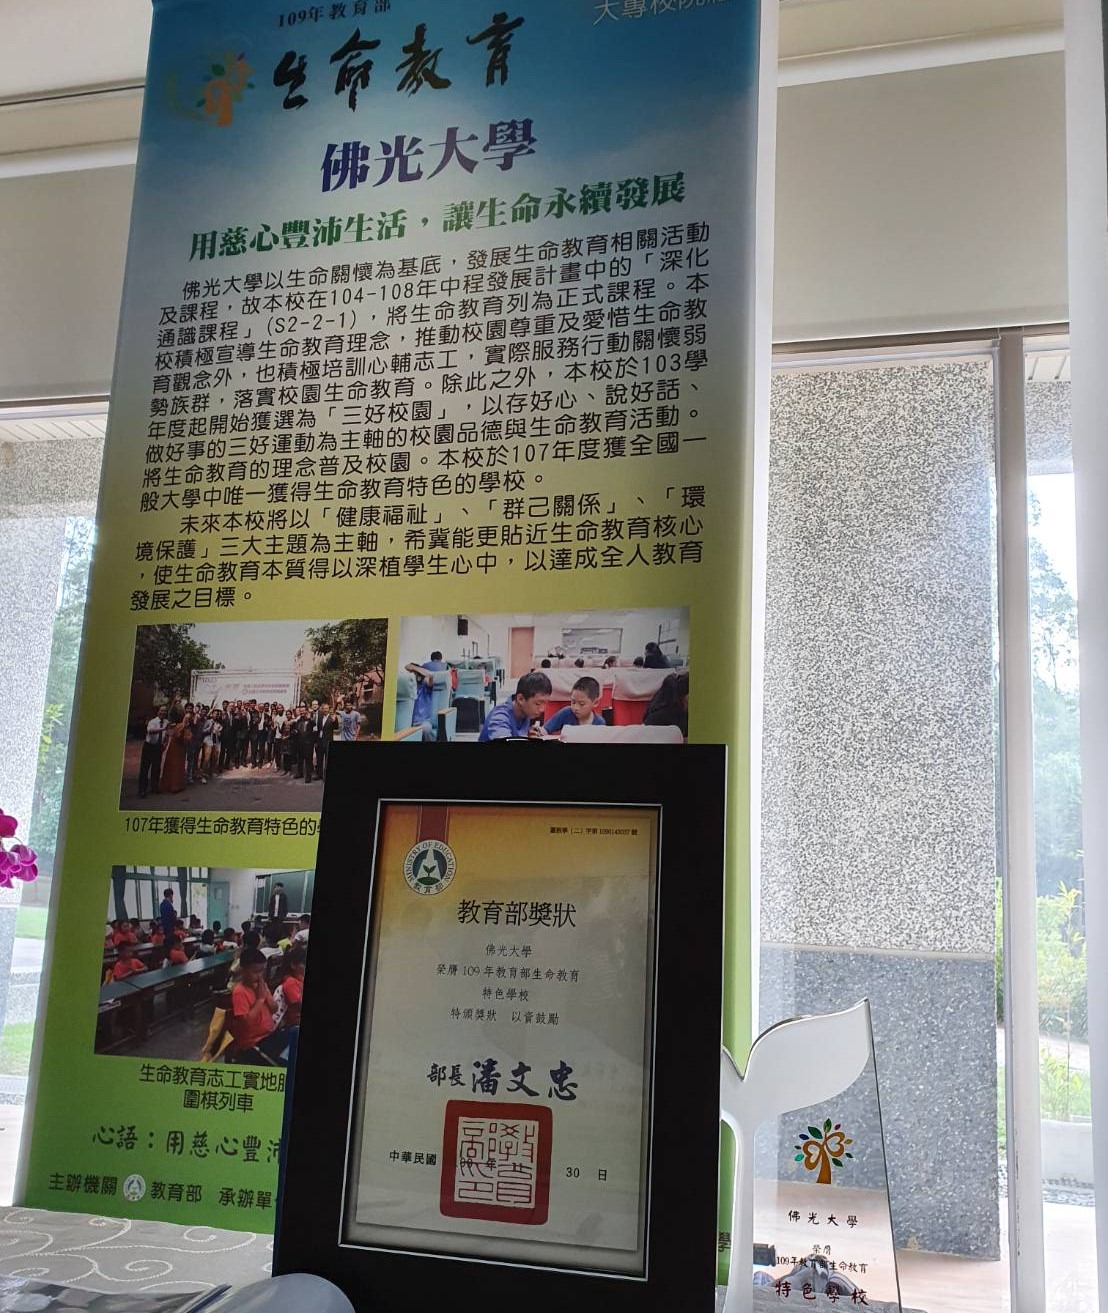 109年教育部
大專校院
生命教育
佛光大學
用慈心豐沛生活，讓生命永續發展
佛光大學以生命關懷為基底，發展生命教育相關活動
及課程，故本校在104-108年中程發展計畫中的「深化
通識課程」(S2-2-1)，將生命教育列為正式課程。本
校積極宣導生命教育理念，推動校園尊重及愛惜生命教
育觀念外，也積極培訓心輔志工，實際服務行動關懷弱
勢族群，落實校園生命教育。除此之外，本校於103學
年度起開始獲選為「三好校園」，以存好心、說好話、
做好事的三好運動為主軸的校園品德與生命教育活動。
將生命教育的理念普及校園。本校於107年度獲全國一
般大學中唯一獲得生命教育特色的學校。
未來本校將以「健康福祉」、「群己關係」、「環
境保護」三大主題為主軸，希冀能更貼近生命教育核心
，使生命教育本質得以深植學生心中，以達成全人教育
發展之目標。
107年獲得生命教育特色的
生命教育志工實地
圍棋列車
心語：用慈心豐沛
主辦機關 教育部 承辦單
學
MINISTRY OF EDUCATION
教育部
教育部獎狀
佛光大學
榮膺 109 年教育部生命教育
特色學校
特頒獎狀 以資鼓勵
部長 潘文忠
中華民國 年 30 日
佛光大學
榮膺
109年教育部生命教育
特色學校